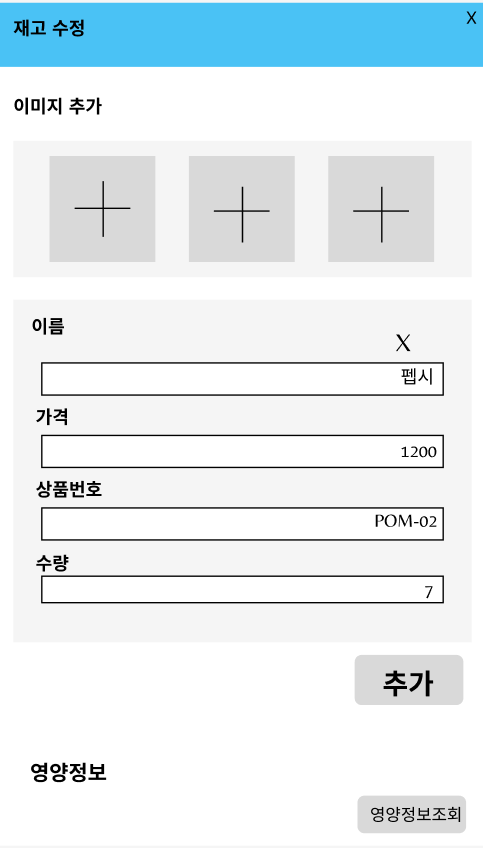 재고 수정
X
이미지 추가
이름
X
펩시
가격
1200
상품번호
POM-02
수량
7
추가
영양정보
영양정보조회